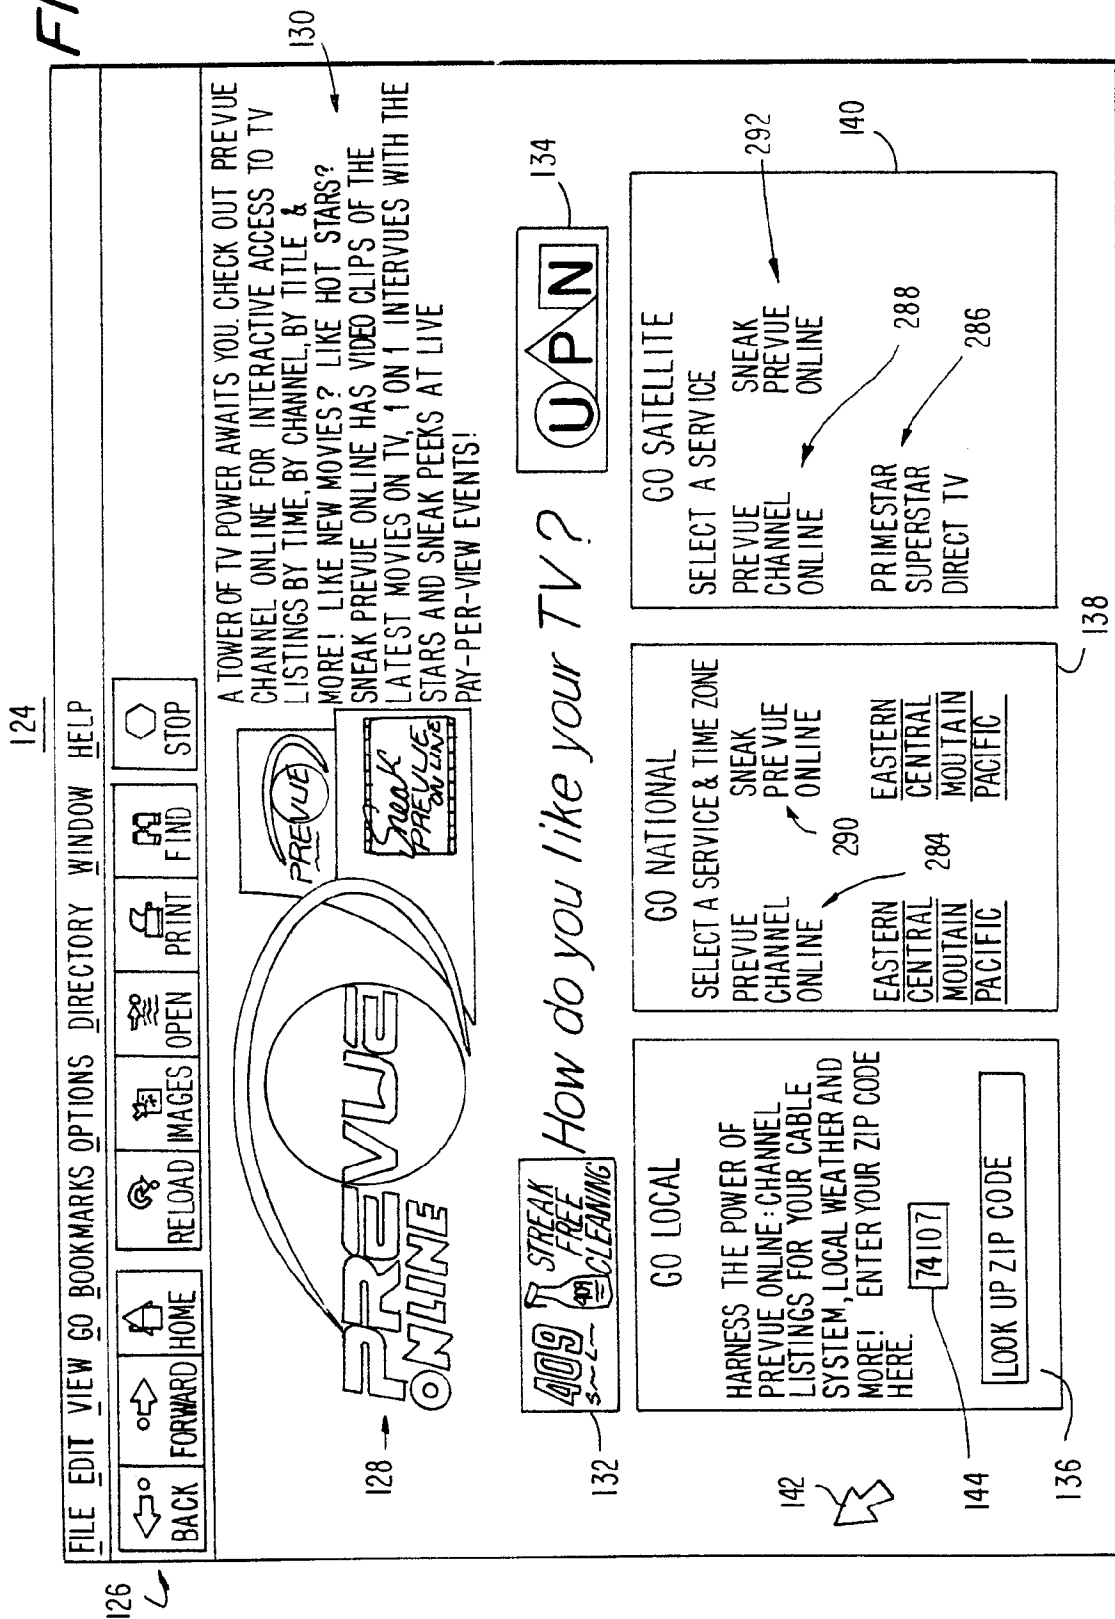 124
FILE EDIT VIEW GO BOOKMARKS OPTIONS DIRECTORY WINDOW HELP
126
BACK FORWARD HOME RELOAD IMAGES OPEN PRINT FIND STOP
128
PREVUE
ONLINE
PREVUE
Sneak
PREVUE
ON LINE
A TOWER OF TV POWER AWAITS YOU. CHECK OUT PREVUE
CHANNEL ONLINE FOR INTERACTIVE ACCESS TO TV
LISTINGS BY TIME, BY CHANNEL, BY TITLE &
MORE! LIKE NEW MOVIES? LIKE HOT STARS?
SNEAK PREVUE ONLINE HAS VIDEO CLIPS OF THE
LATEST MOVIES ON TV, 1 ON 1 INTERVUES WITH THE
STARS AND SNEAK PEEKS AT LIVE
PAY-PER-VIEW EVENTS!
130
132
409
STREAK
FREE
CLEANING
409
How do you like your TV?
UPN
134
GO LOCAL
HARNESS THE POWER OF
PREVUE ONLINE: CHANNEL
LISTINGS FOR YOUR CABLE
SYSTEM, LOCAL WEATHER AND
MORE! ENTER YOUR ZIP CODE
HERE.
74107
LOOK UP ZIP CODE
142
144
136
GO NATIONAL
SELECT A SERVICE & TIME ZONE
PREVUE
CHANNEL
ONLINE
SNEAK
PREVUE
ONLINE
290
284
EASTERN
CENTRAL
MOUTAIN
PACIFIC
EASTERN
CENTRAL
MOUTAIN
PACIFIC
138
GO SATELLITE
SELECT A SERVICE
PREVUE
CHANNEL
ONLINE
SNEAK
PREVUE
ONLINE
PRIMESTAR
SUPERSTAR
DIRECT TV
292
288
286
140